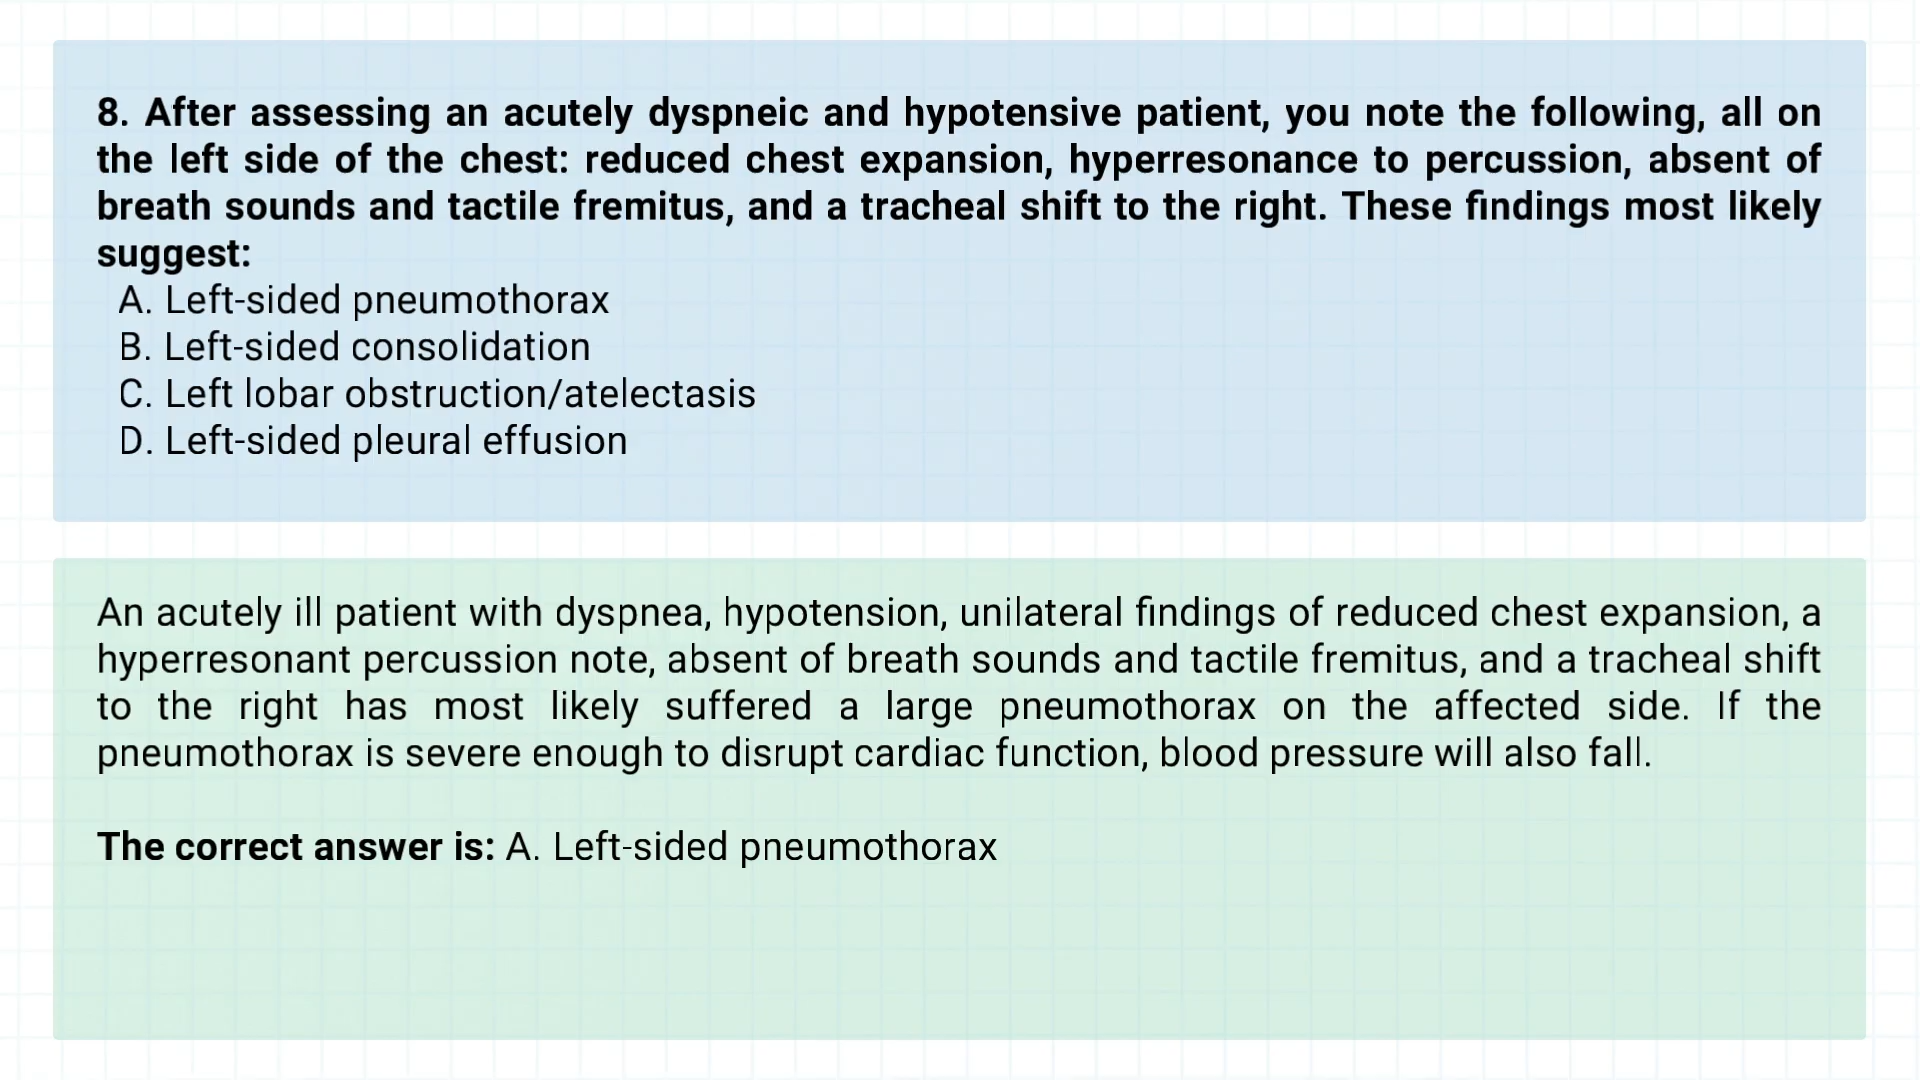 8. After assessing an acutely dyspneic and hypotensive patient, you note the following, all on
the left side of the chest: reduced chest expansion, hyperresonance to percussion, absent of
breath sounds and tactile fremitus, and a tracheal shift to the right. These findings most likely
suggest:
A. Left-sided pneumothorax
B. Left-sided consolidation
C. Left lobar obstruction/atelectasis
D. Left-sided pleural effusion
An acutely ill patient with dyspnea, hypotension, unilateral findings of reduced chest expansion, a
hyperresonant percussion note, absent of breath sounds and tactile fremitus, and a tracheal shift
to the right has most likely suffered a large pneumothorax on the affected side. If the
pneumothorax is severe enough to disrupt cardiac function, blood pressure will also fall.
The correct answer is: A. Left-sided pneumothorax